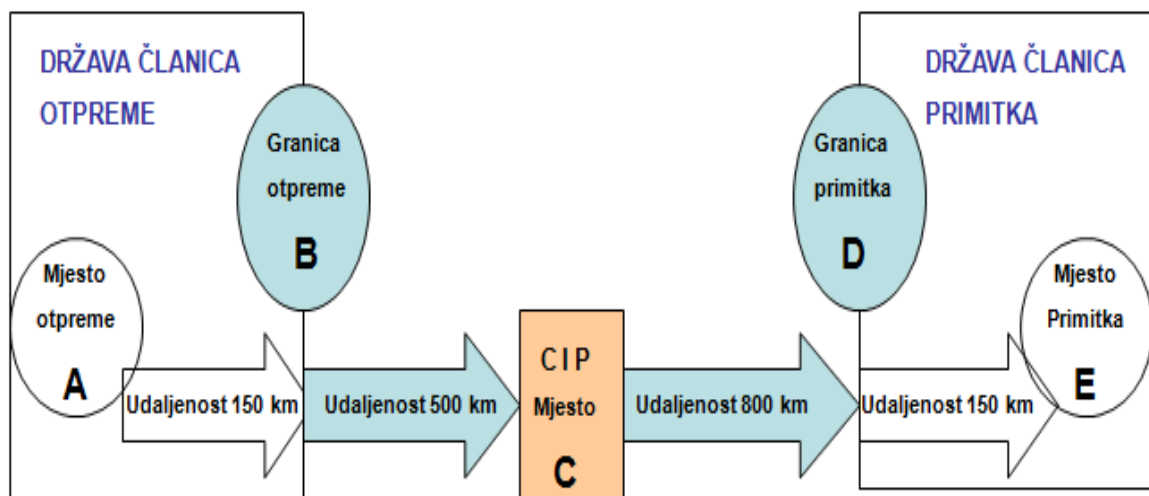 DRŽAVA ČLANICA
OTPREME
DRŽAVA ČLANICA
PRIMITKA
Granica
otpreme
B
Granica
primitka
D
Mjesto
otpreme
A
Mjesto
Primitka
E
CIP
Mjesto
C
Udaljenost 150 km
Udaljenost 500 km
Udaljenost 800 km
Udaljenost 150 km